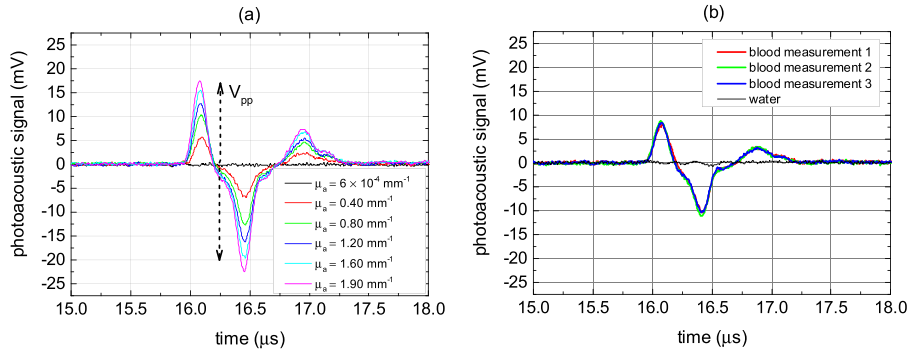 (a)
photoacoustic signal (mV)
25
20
15
10
5
0
-5
-10
-15
-20
-25
V_pp
μ_a = 6 × 10^-4 mm^-1
μ_a = 0.40 mm^-1
μ_a = 0.80 mm^-1
μ_a = 1.20 mm^-1
μ_a = 1.60 mm^-1
μ_a = 1.90 mm^-1
15.0 15.5 16.0 16.5 17.0 17.5 18.0
time (μs)
(b)
photoacoustic signal (mV)
25
20
15
10
5
0
-5
-10
-15
-20
-25
blood measurement 1
blood measurement 2
blood measurement 3
water
15.0 15.5 16.0 16.5 17.0 17.5 18.0
time (μs)